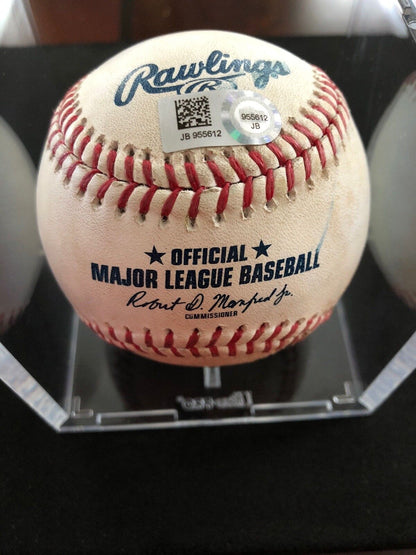 Rawlings
R
955612
JB
JB 955612
OFFICIAL
MAJOR LEAGUE BASEBALL
Robert D. Manfred Jr.
COMMISSIONER